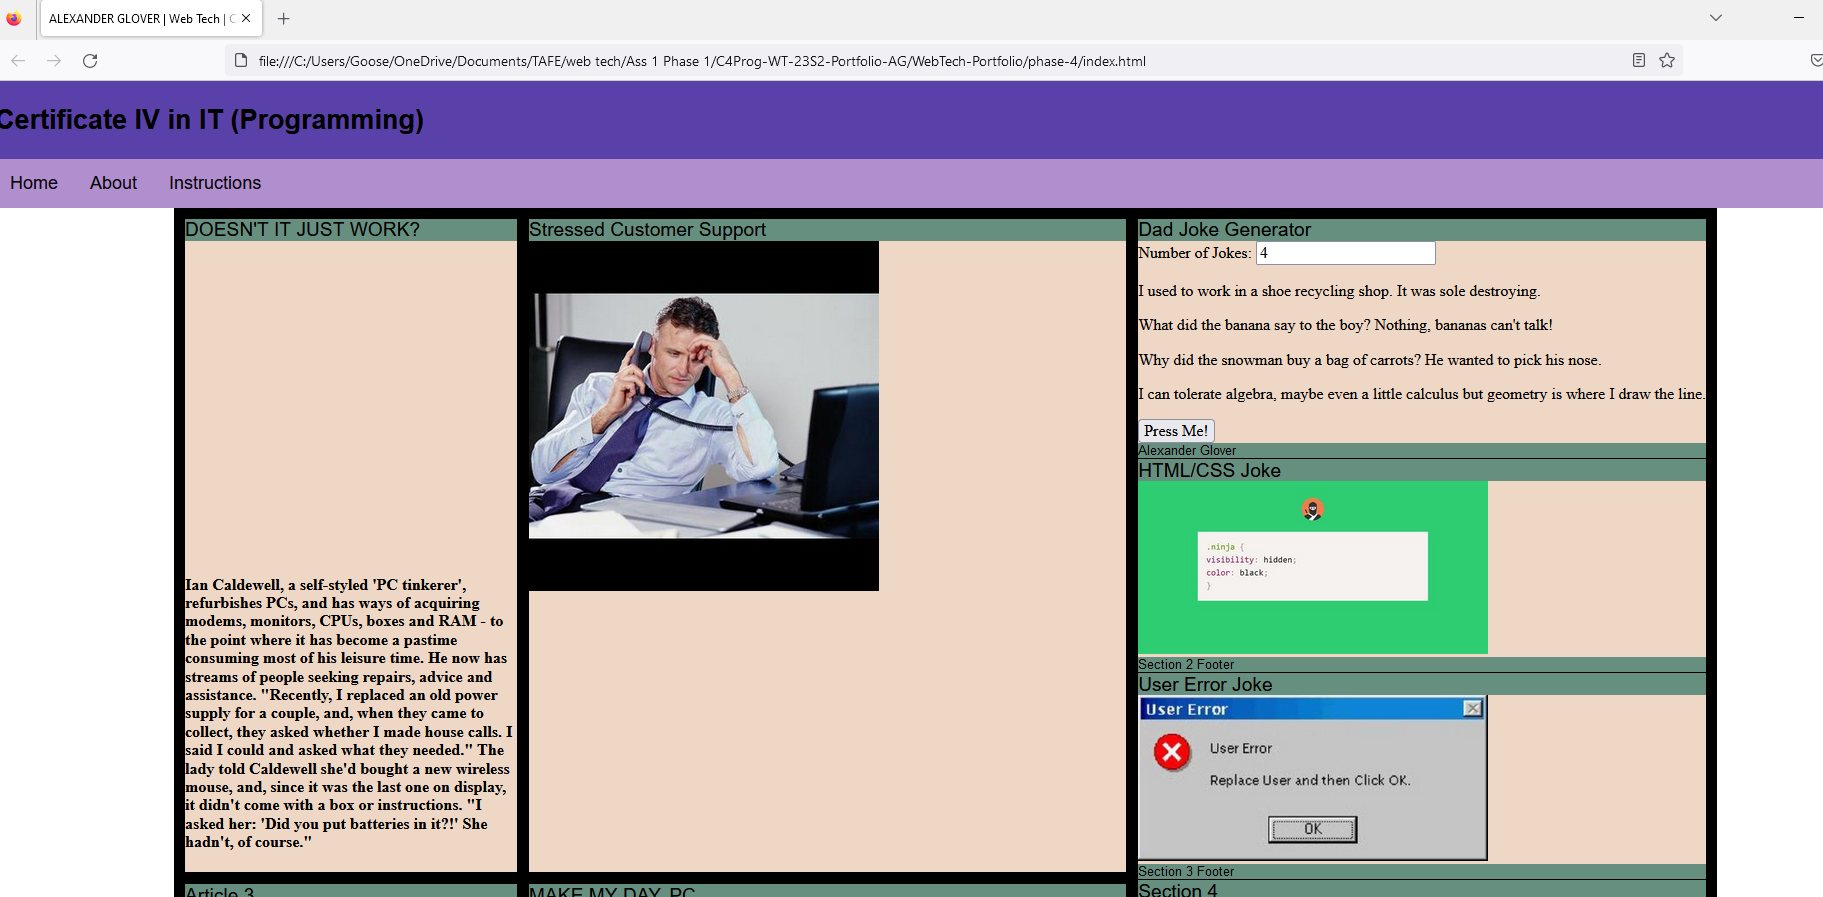 ALEXANDER GLOVER | Web Tech |
file:///C:/Users/Goose/OneDrive/Documents/TAFE/web tech/Ass 1 Phase 1/C4Prog-WT-23S2-Portfolio-AG/WebTech-Portfolio/phase-4/index.html
Certificate IV in IT (Programming)
Home About Instructions
DOESN'T IT JUST WORK?
Ian Caldewell, a self-styled 'PC tinkerer',
refurbishes PCs, and has ways of acquiring
modems, monitors, CPUs, boxes and RAM - to
the point where it has become a pastime
consuming most of his leisure time. He now has
streams of people seeking repairs, advice and
assistance. "Recently, I replaced an old power
supply for a couple, and, when they came to
collect, they asked whether I made house calls. I
said I could and asked what they needed." The
lady told Caldewell she'd bought a new wireless
mouse, and, since it was the last one on display,
it didn't come with a box or instructions. "I
asked her: 'Did you put batteries in it?!' She
hadn't, of course."
Article 3
Stressed Customer Support
MAKE MY DAY, PC
Dad Joke Generator
Number of Jokes: 4
I used to work in a shoe recycling shop. It was sole destroying.
What did the banana say to the boy? Nothing, bananas can't talk!
Why did the snowman buy a bag of carrots? He wanted to pick his nose.
I can tolerate algebra, maybe even a little calculus but geometry is where I draw the line.
Press Me!
Alexander Glover
HTML/CSS Joke
.ninja {
visibility: hidden;
color: black;
}
Section 2 Footer
User Error Joke
User Error
User Error
Replace User and then Click OK.
OK
Section 3 Footer
Section 4